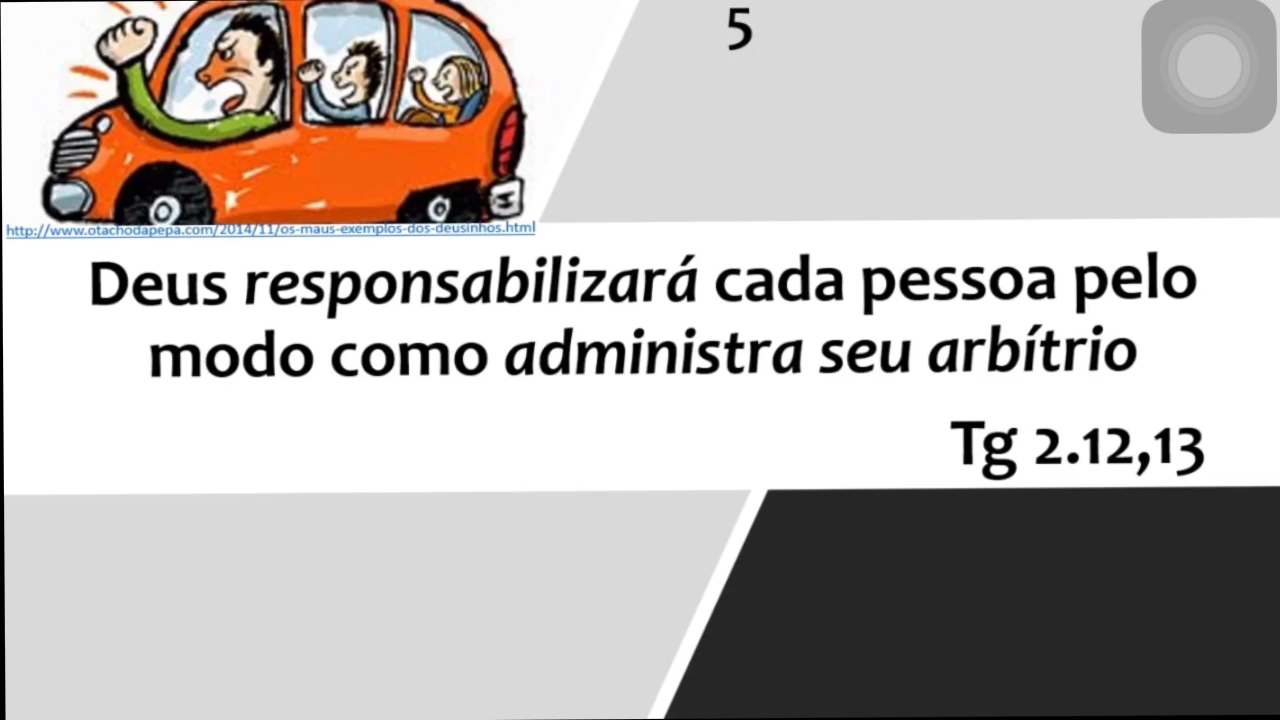 5
http://www.otachodapepa.com/2014/11/os-maus-exemplos-dos-deusinhos.html
Deus responsabilizará cada pessoa pelo
modo como administra seu arbítrio
Tg 2.12,13